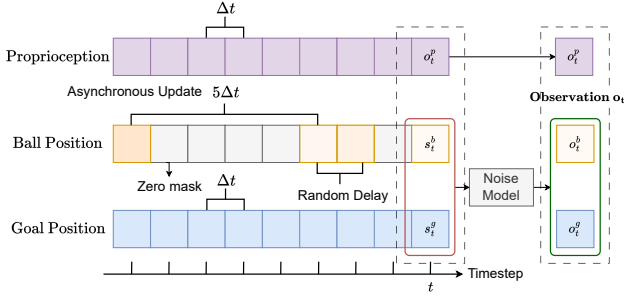 Δt
Proprioception
o_t^p
o_t^p
Asynchronous Update 5Δt
Observation o_t
Ball Position
s_t^b
o_t^b
Zero mask
Δt
Random Delay
Noise
Model
Goal Position
s_t^g
o_t^g
Timestep
t